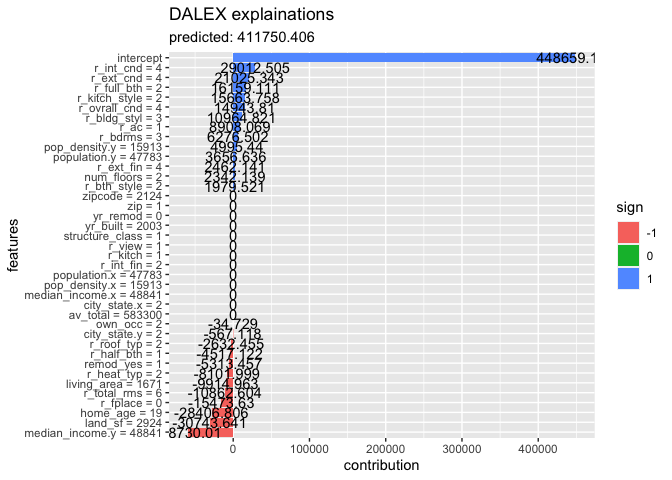 DALEX explainations
predicted: 411750.406
features
intercept 448659.1
r_int_cnd = 4 29012.505
r_ext_cnd = 4 21025.343
r_full_bth = 2 16159.111
r_kitch_style = 2 15663.758
r_ovrall_cnd = 4 14943.81
r_bldg_styl = 3 10964.821
r_ac = 1 8908.069
r_bdrms = 3 6276.502
pop_density.y = 15913 4995.44
population.y = 47783 3656.636
r_ext_fin = 4 2462.141
num_floors = 2 2342.139
r_bth_style = 2 1979.521
zipcode = 2124 0
zip = 1 0
yr_remod = 0 0
yr_built = 2003 0
structure_class = 1 0
r_view = 1 0
r_kitch = 1 0
r_int_fin = 2 0
population.x = 47783 0
pop_density.x = 15913 0
median_income.x = 48841 0
city_state.x = 2 0
av_total = 583300 0
own_occ = 2 -34.729
city_state.y = 2 -567.118
r_roof_typ = 2 -2632.455
r_half_bth = 1 -4517.122
remod_yes = 1 -5313.457
r_heat_typ = 2 -8101.999
living_area = 1671 -9914.963
r_total_rms = 6 -10862.604
r_fplace = 0 -15473.63
home_age = 19 -28406.806
land_sf = 2924 -30743.641
median_income.y = 48841 8730.01
0 100000 200000 300000 400000
contribution
sign
-1
0
1